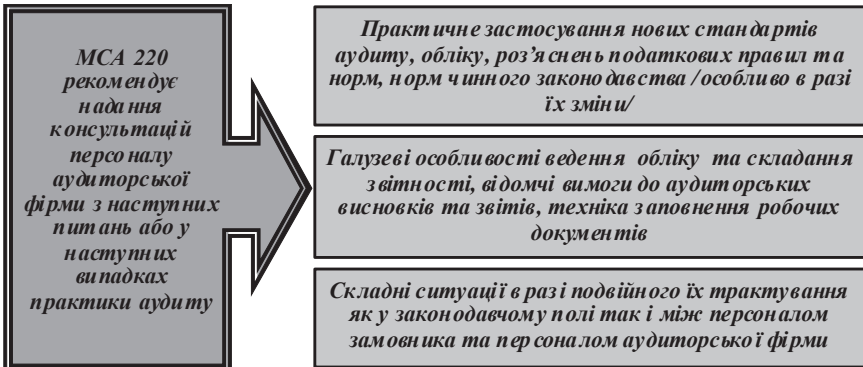 МСА 220
рекомендує
надання
консультацій
персоналу
аудиторської
фірми з наступних
питань або у
наступних
випадках
практики аудиту
Практичне застосування нових стандартів
аудиту, обліку, роз’яснень податкових правил та
норм, норм чинного законодавства /особливо в разі
їх зміни/
Галузеві особливості ведення обліку та складання
звітності, відомчі вимоги до аудиторських
висновків та звітів, техніка заповнення робочих
документів
Складні ситуації в разі подвійного їх трактування
як у законодавчому полі так і між персоналом
замовника та персоналом аудиторської фірми